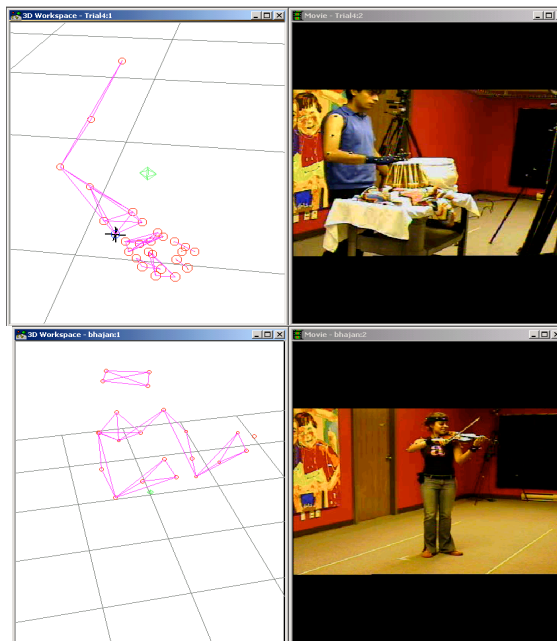 3D Workspace - Trial4:1
Movie - Trial4:2
3D Workspace - bhajan:1
Movie - bhajan:2